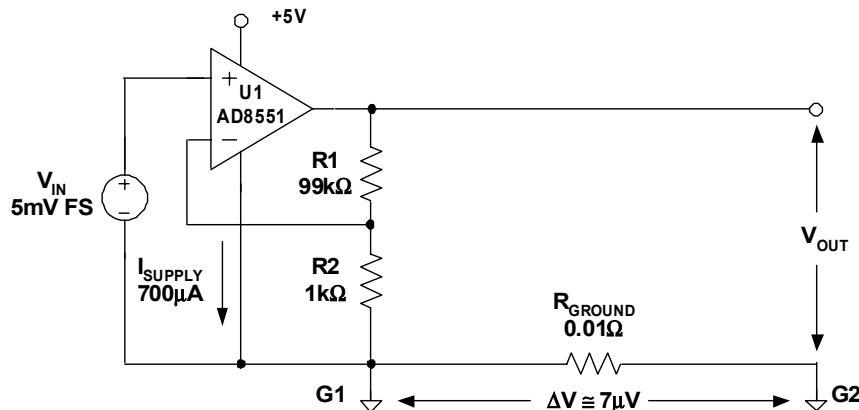 +5V
+
U1
AD8551
−
R1
99kΩ
V_IN
5mV FS
+
−
I_SUPPLY
700μA
R2
1kΩ
V_OUT
R_GROUND
0.01Ω
G1
ΔV ≅ 7μV
G2